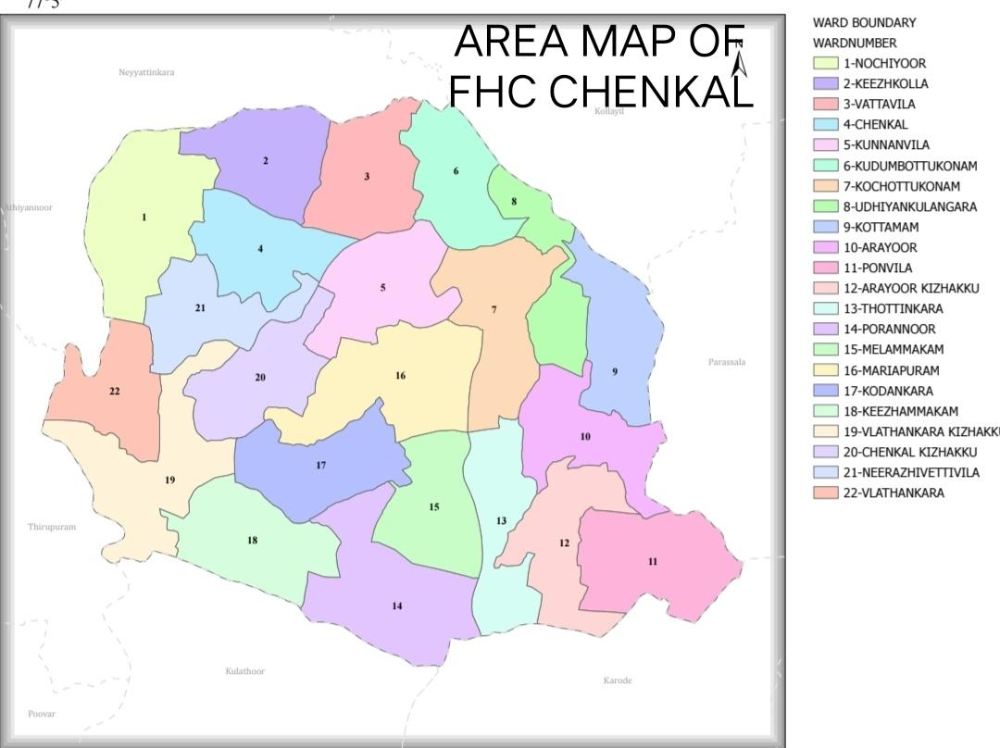 77°5'
AREA MAP OF
FHC CHENKAL
N
Neyyattinkara
Kollayil
Athiyannoor
Parassala
Thirupuram
Kulathoor
Karode
Poovar
1
2
3
4
5
6
7
8
9
10
11
12
13
14
15
16
17
18
19
20
21
22
WARD BOUNDARY
WARDNUMBER
1-NOCHIYOOR
2-KEEZHKOLLA
3-VATTAVILA
4-CHENKAL
5-KUNNANVILA
6-KUDUMBOTTUKONAM
7-KOCHOTTUKONAM
8-UDHIYANKULANGARA
9-KOTTAMAM
10-ARAYOOR
11-PONVILA
12-ARAYOOR KIZHAKKU
13-THOTTINKARA
14-PORANNOOR
15-MELAMMAKAM
16-MARIAPURAM
17-KODANKARA
18-KEEZHAMMAKAM
19-VLATHANKARA KIZHAKKU
20-CHENKAL KIZHAKKU
21-NEERAZHIVETTIVILA
22-VLATHANKARA